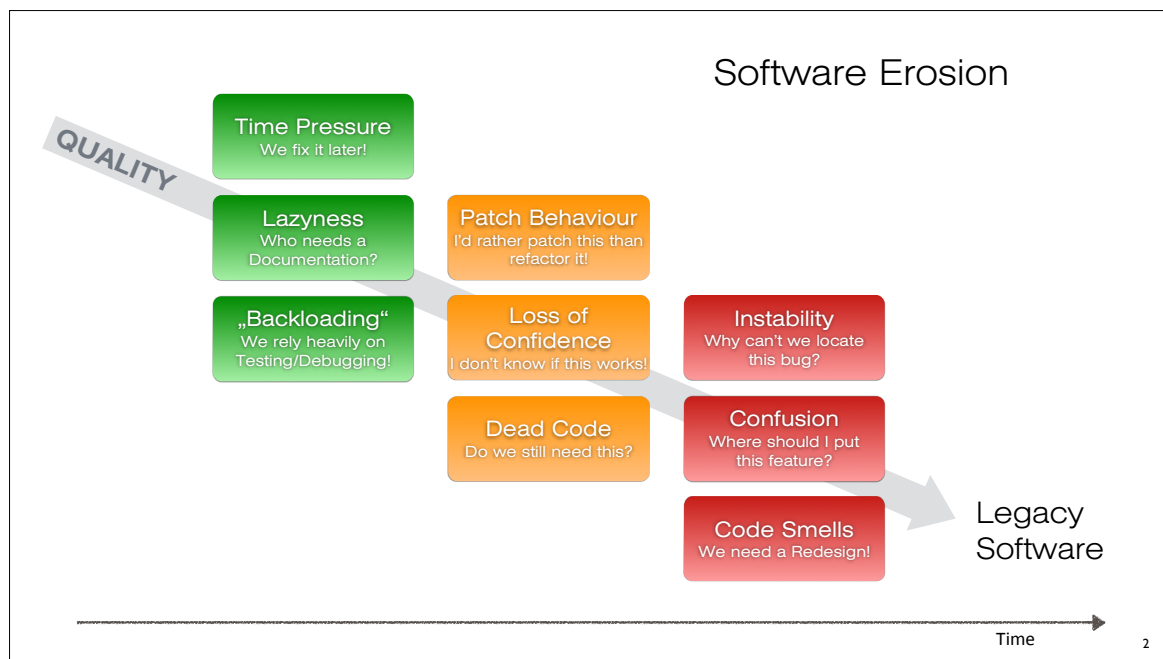 Software Erosion
QUALITY
Time Pressure
We fix it later!
Lazyness
Who needs a
Documentation?
„Backloading“
We rely heavily on
Testing/Debugging!
Patch Behaviour
I’d rather patch this than
refactor it!
Loss of
Confidence
I don’t know if this works!
Dead Code
Do we still need this?
Instability
Why can’t we locate
this bug?
Confusion
Where should I put
this feature?
Code Smells
We need a Redesign!
Legacy
Software
Time
2